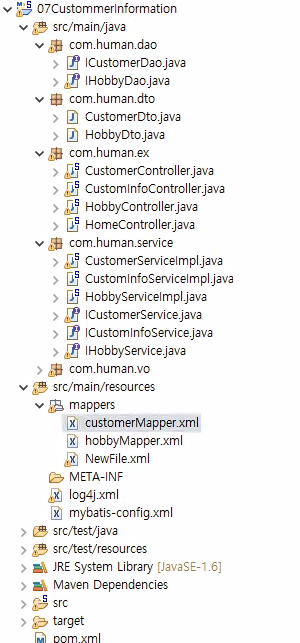 07CustommerInformation
src/main/java
com.human.dao
ICustomerDao.java
IHobbyDao.java
com.human.dto
CustomerDto.java
HobbyDto.java
com.human.ex
CustomerController.java
CustomInfoController.java
HobbyController.java
HomeController.java
com.human.service
CustomerServiceImpl.java
CustomInfoServiceImpl.java
HobbyServiceImpl.java
ICustomerService.java
ICustomInfoService.java
IHobbyService.java
com.human.vo
src/main/resources
mappers
customerMapper.xml
hobbyMapper.xml
NewFile.xml
META-INF
log4j.xml
mybatis-config.xml
src/test/java
src/test/resources
JRE System Library [JavaSE-1.6]
Maven Dependencies
src
target
pom.xml